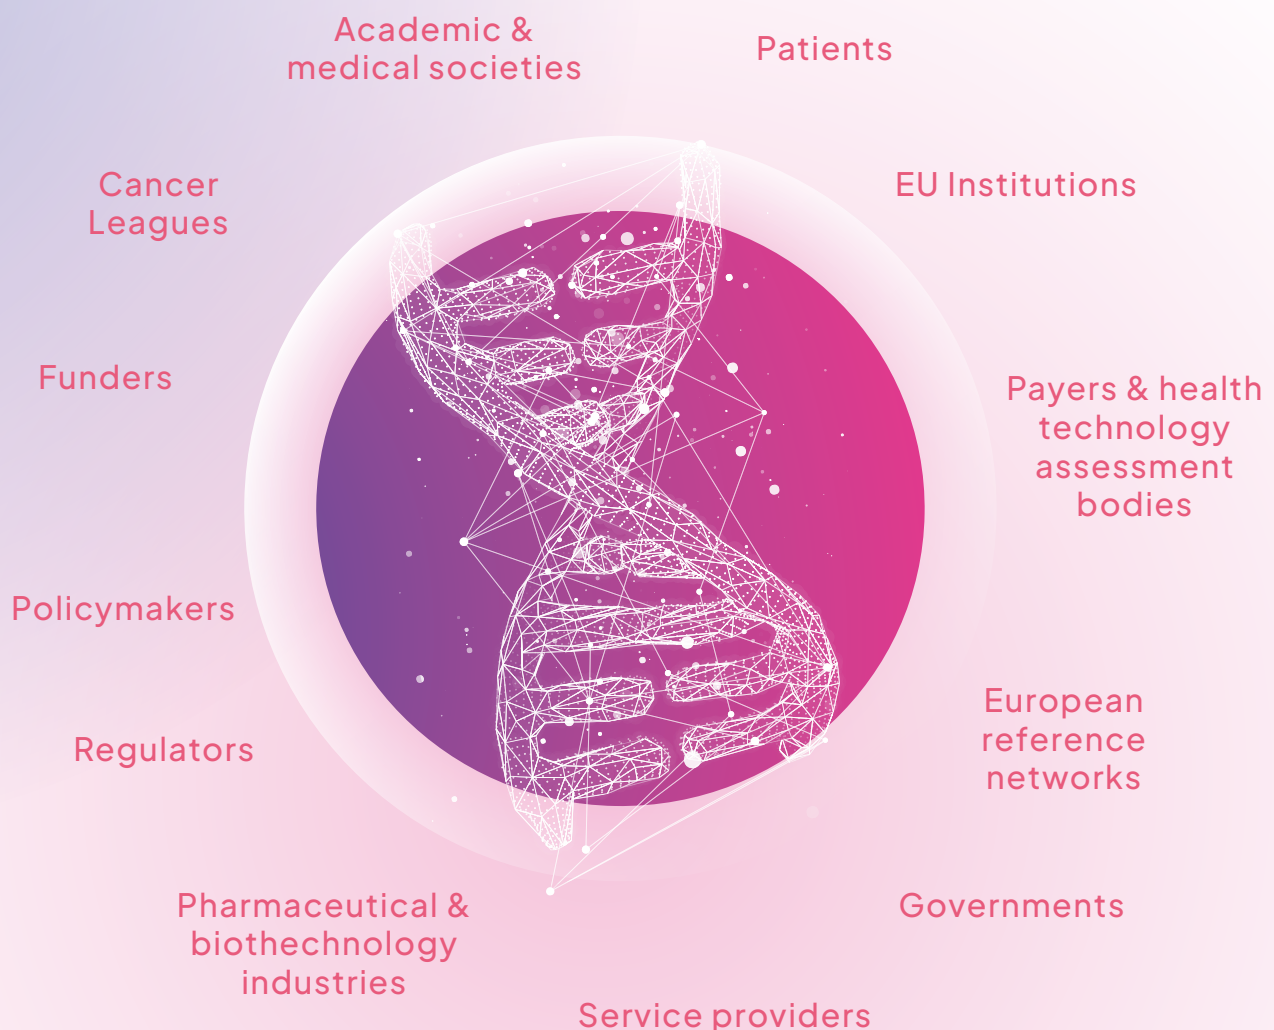 Academic &
medical societies
Patients
Cancer
Leagues
EU Institutions
Funders
Payers & health
technology
assessment
bodies
Policymakers
European
reference
networks
Regulators
Pharmaceutical &
biothechnology
industries
Governments
Service providers